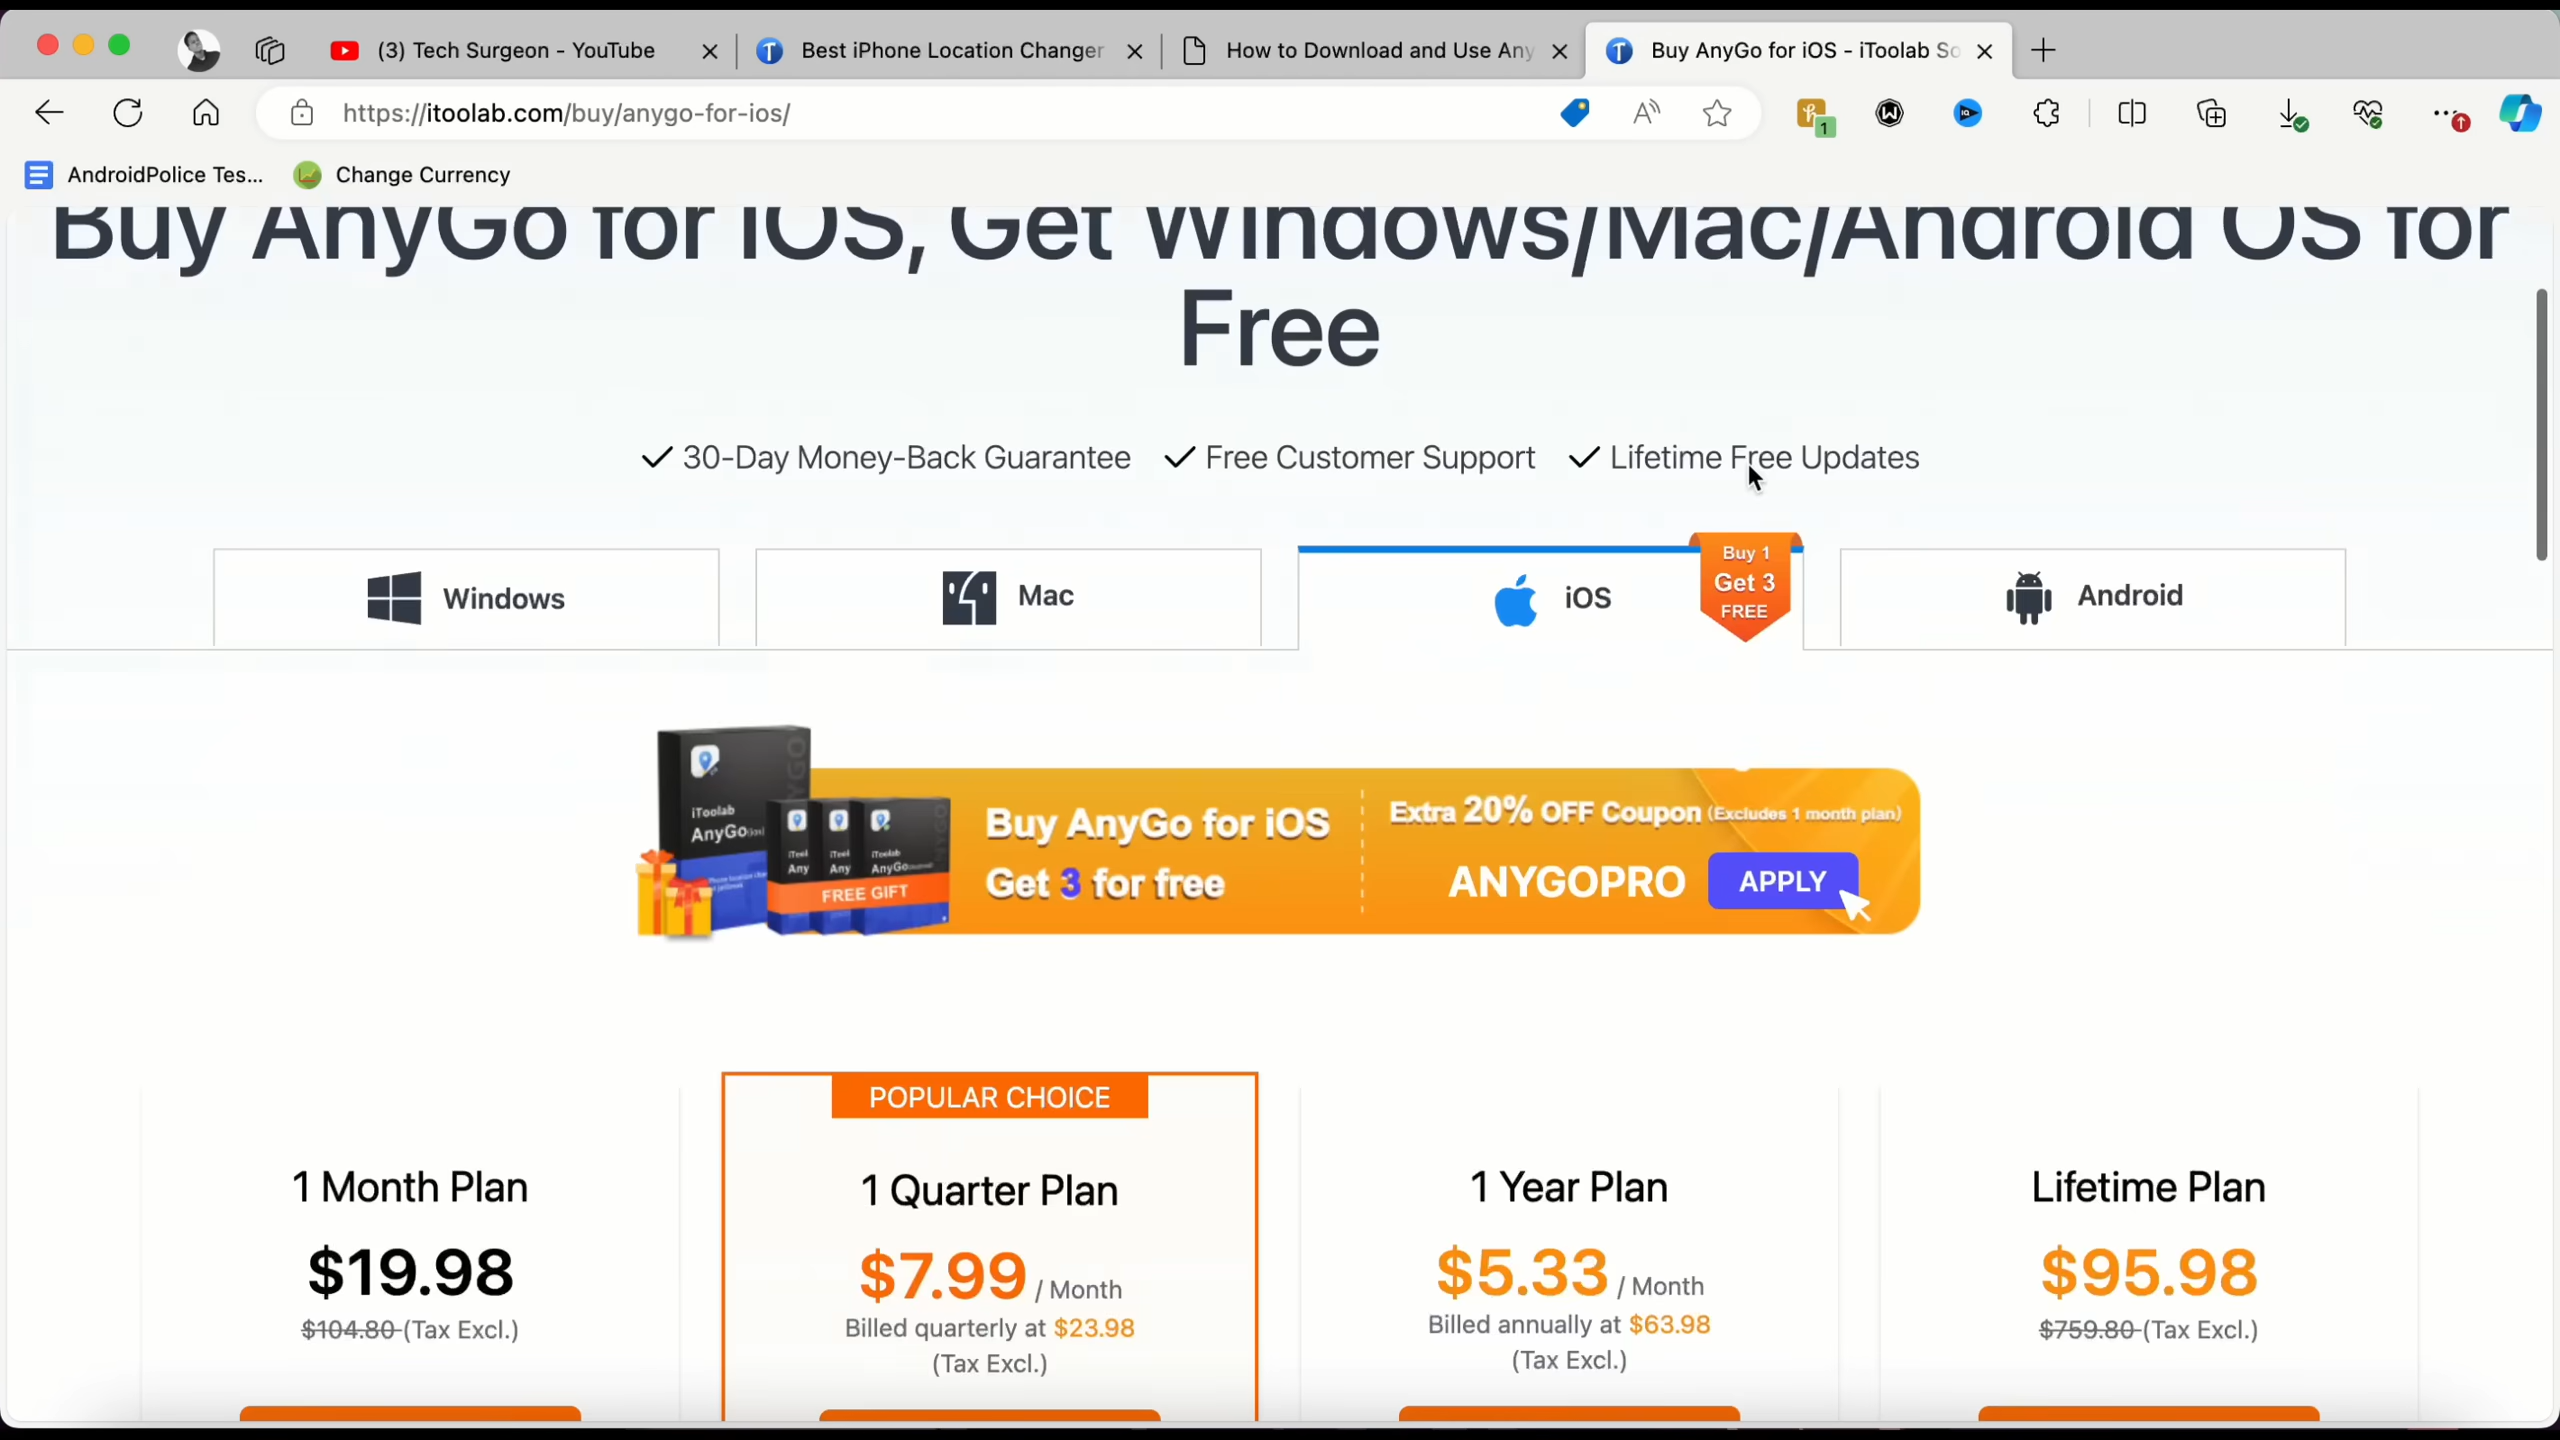 (3) Tech Surgeon - YouTube
Best iPhone Location Changer
How to Download and Use Any
Buy AnyGo for iOS - iToolab So
https://itoolab.com/buy/anygo-for-ios/
1
AndroidPolice Tes...
Change Currency
Buy AnyGo for iOS, Get Windows/Mac/Android OS for
Free
30-Day Money-Back Guarantee
Free Customer Support
Lifetime Free Updates
Windows
Mac
iOS
Buy 1
Get 3
FREE
Android
iToolab
AnyGo(iOS)
AnyGO
FREE GIFT
Buy AnyGo for iOS
Get 3 for free
Extra 20% OFF Coupon (Excludes 1 month plan)
ANYGOPRO
APPLY
POPULAR CHOICE
1 Month Plan
$19.98
$104.80 (Tax Excl.)
1 Quarter Plan
$7.99 / Month
Billed quarterly at $23.98
(Tax Excl.)
1 Year Plan
$5.33 / Month
Billed annually at $63.98
(Tax Excl.)
Lifetime Plan
$95.98
$759.80 (Tax Excl.)